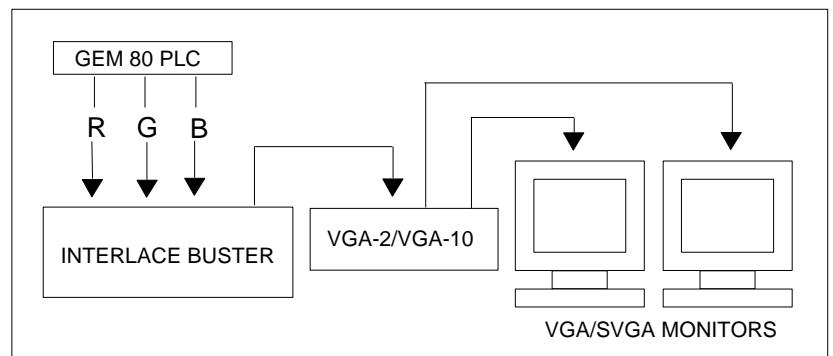 GEM 80 PLC
R G B
INTERLACE BUSTER
VGA-2/VGA-10
VGA/SVGA MONITORS